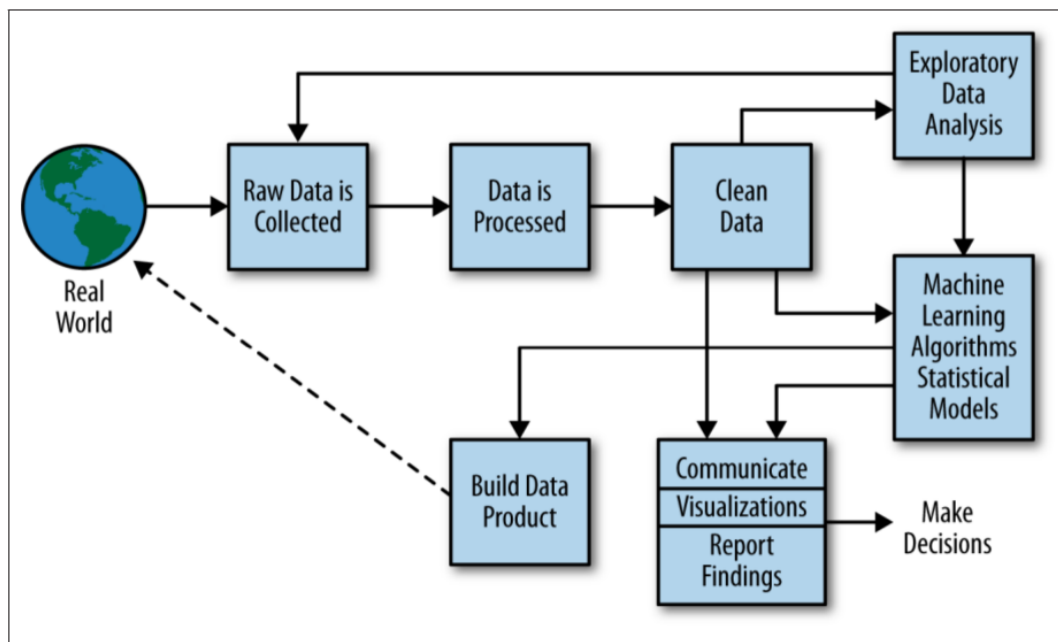 Exploratory
Data
Analysis
Raw Data is
Collected
Data is
Processed
Clean
Data
Real
World
Machine
Learning
Algorithms
Statistical
Models
Build Data
Product
Communicate
Visualizations
Report
Findings
Make
Decisions